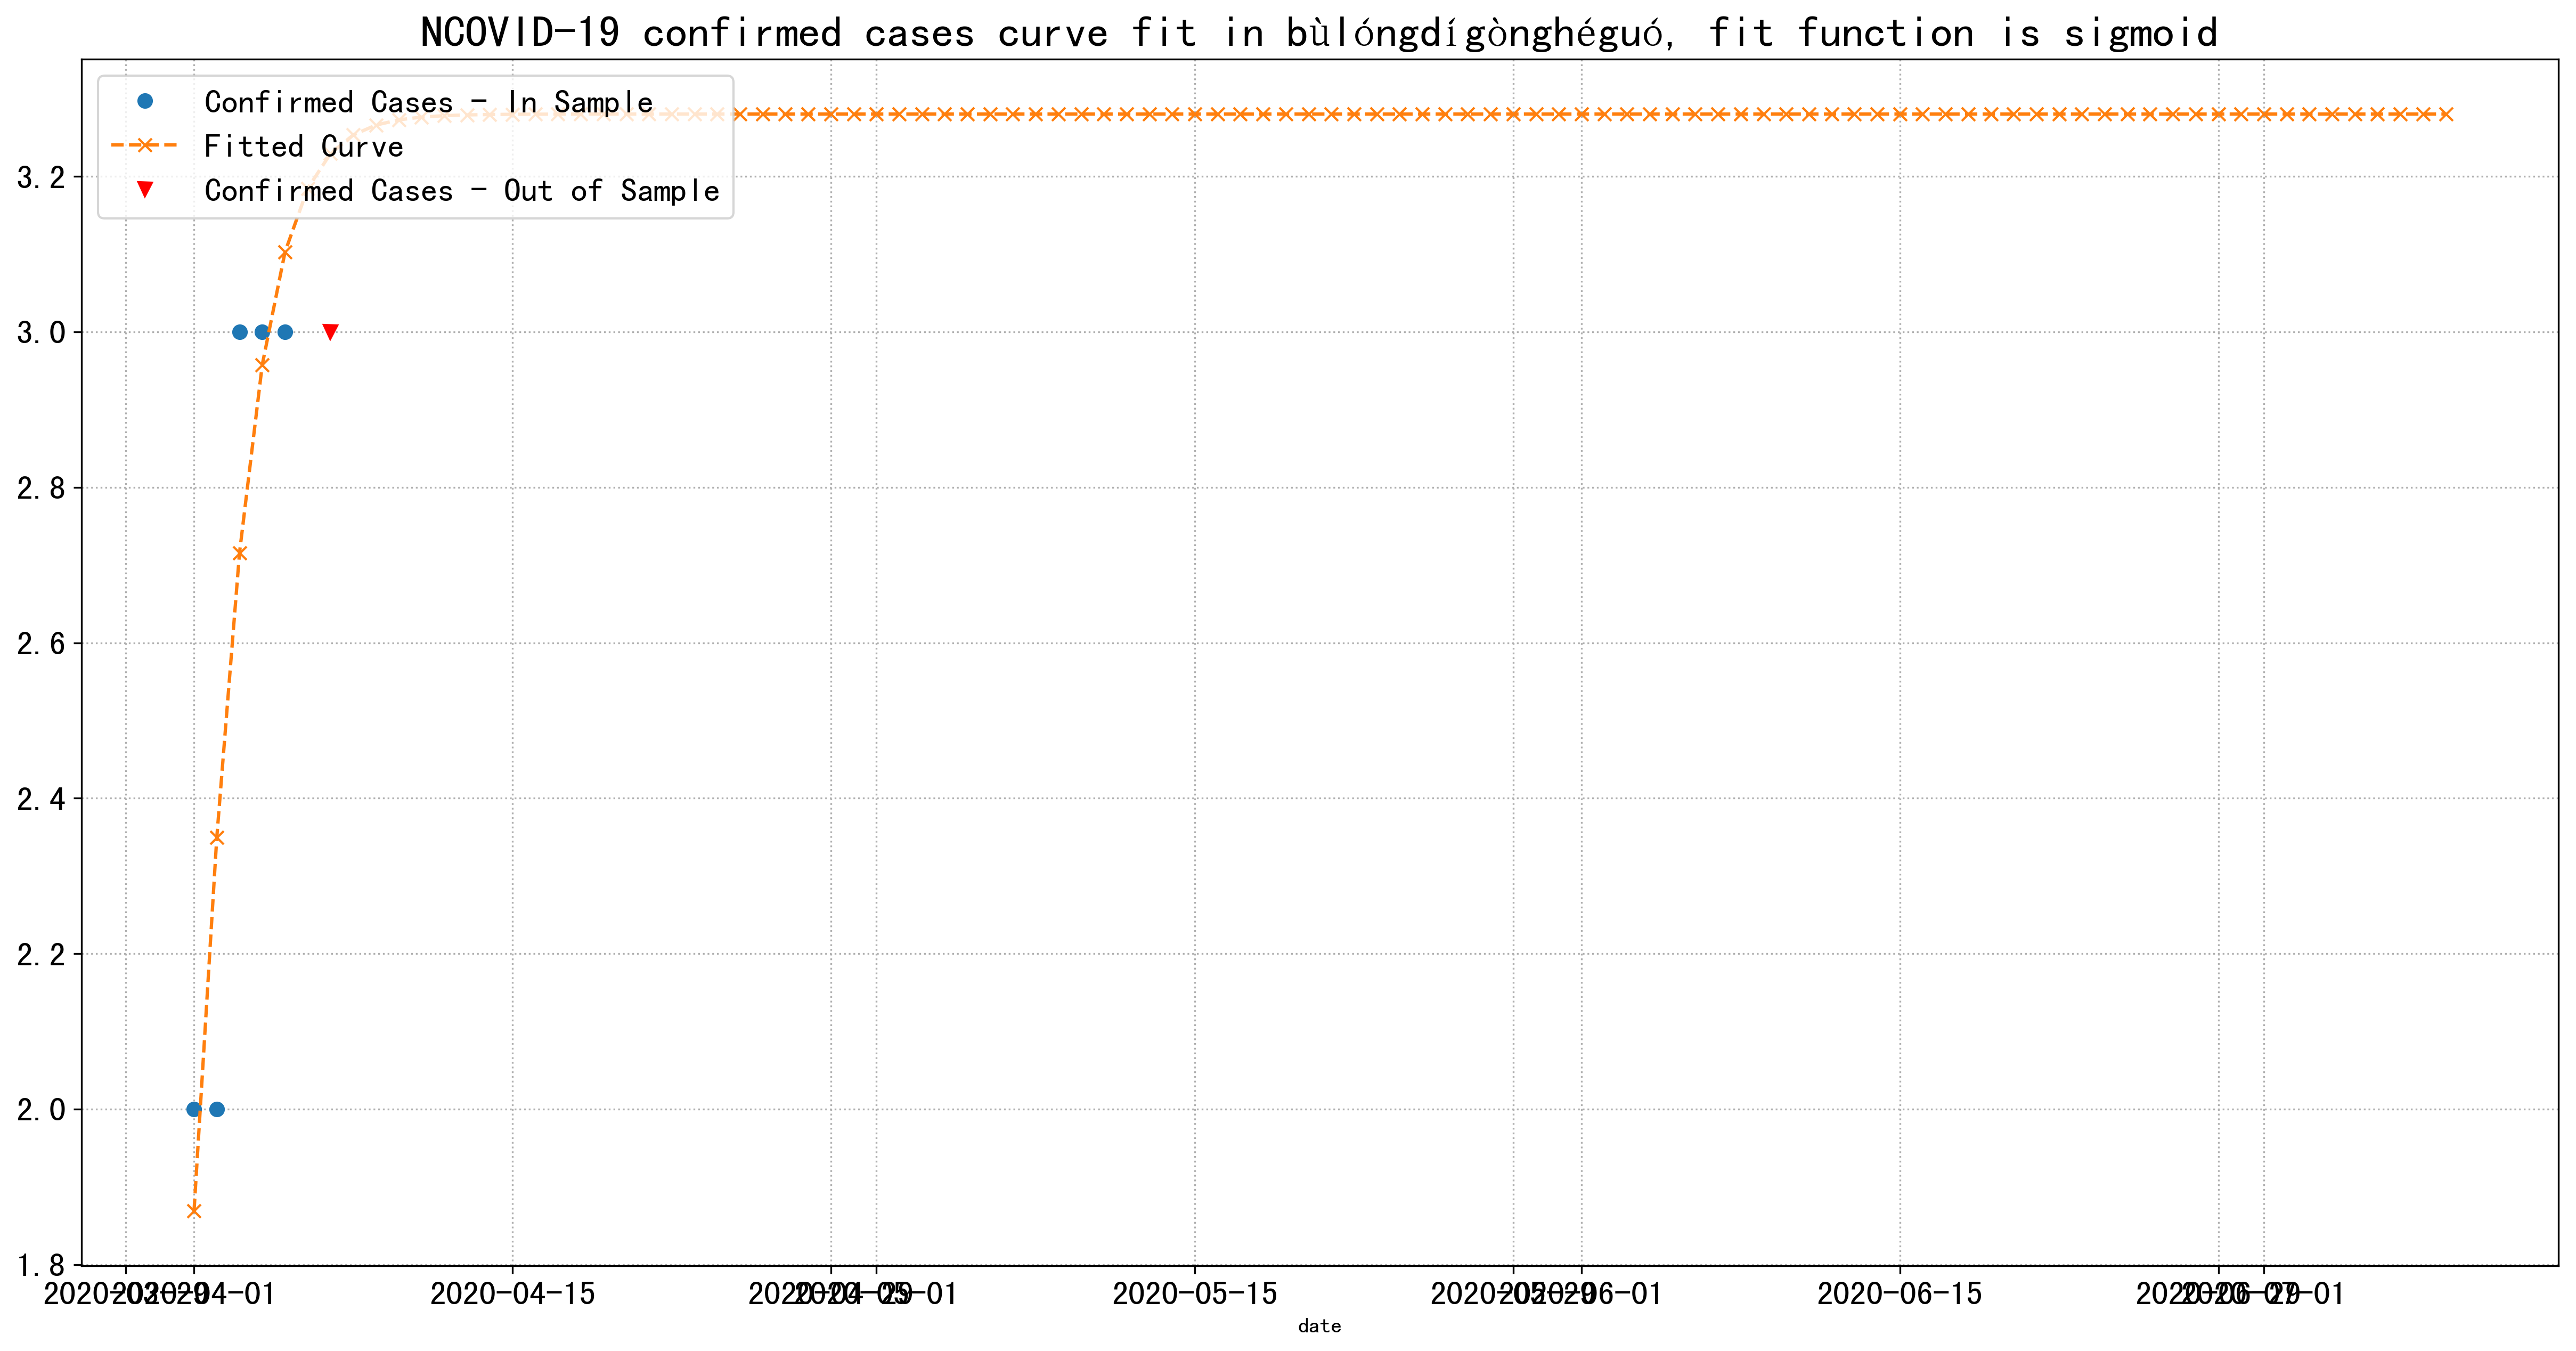 NCOVID-19 confirmed cases curve fit in bùlóngdígònghéguó, fit function is sigmoid
Confirmed Cases - In Sample
Fitted Curve
Confirmed Cases - Out of Sample
3.2
3.0
2.8
2.6
2.4
2.2
2.0
1.8
2020-03-29 2020-04-01 2020-04-15 2020-04-29 2020-05-01 2020-05-15 2020-05-29 2020-06-01 2020-06-15 2020-06-29 2020-07-01
date